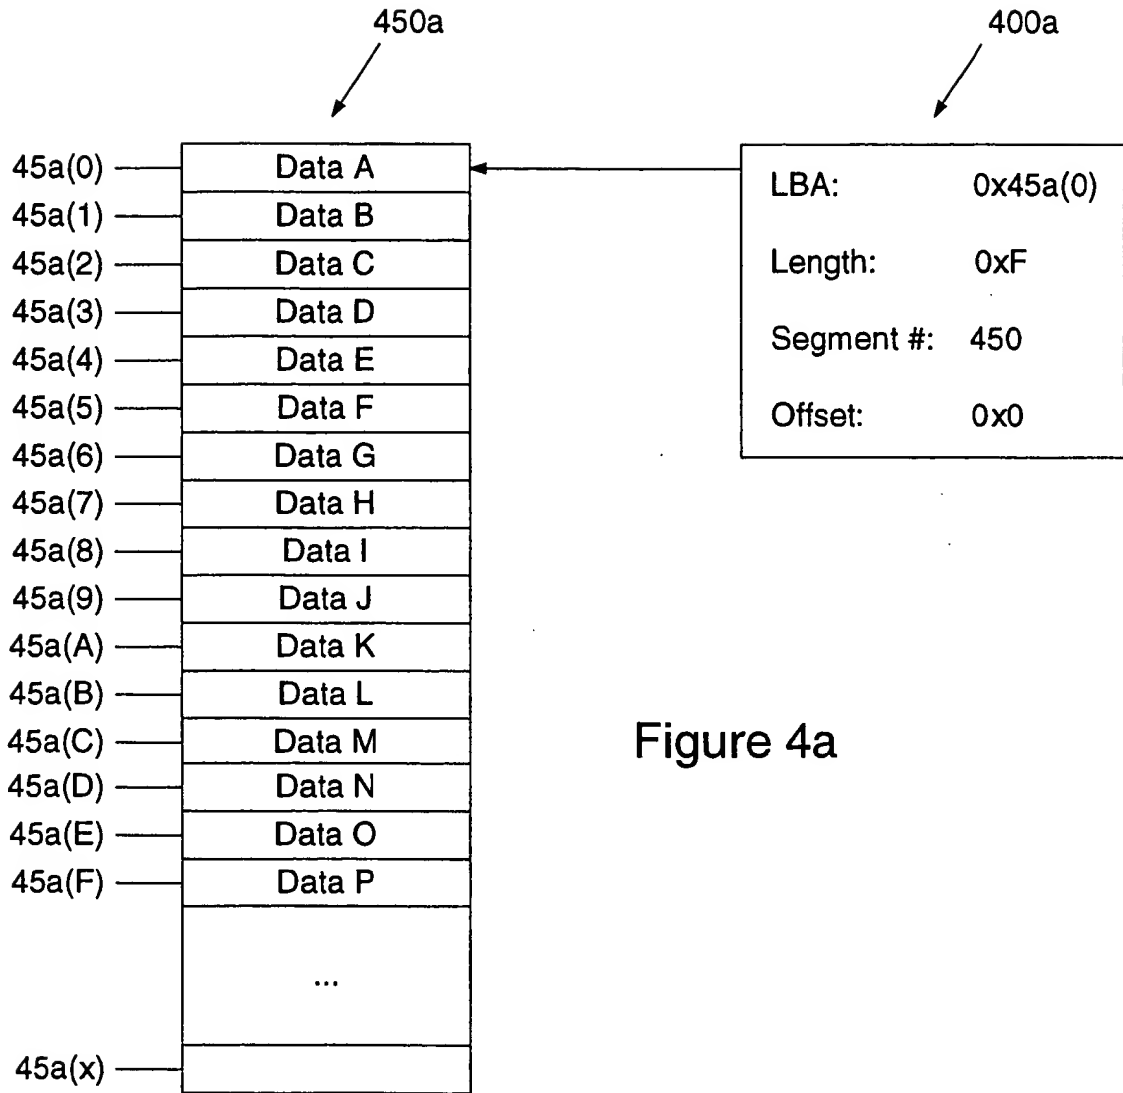 450a
400a
45a(0) Data A
45a(1) Data B
45a(2) Data C
45a(3) Data D
45a(4) Data E
45a(5) Data F
45a(6) Data G
45a(7) Data H
45a(8) Data I
45a(9) Data J
45a(A) Data K
45a(B) Data L
45a(C) Data M
45a(D) Data N
45a(E) Data O
45a(F) Data P
...
45a(x)
LBA: 0x45a(0)
Length: 0xF
Segment #: 450
Offset: 0x0
Figure 4a